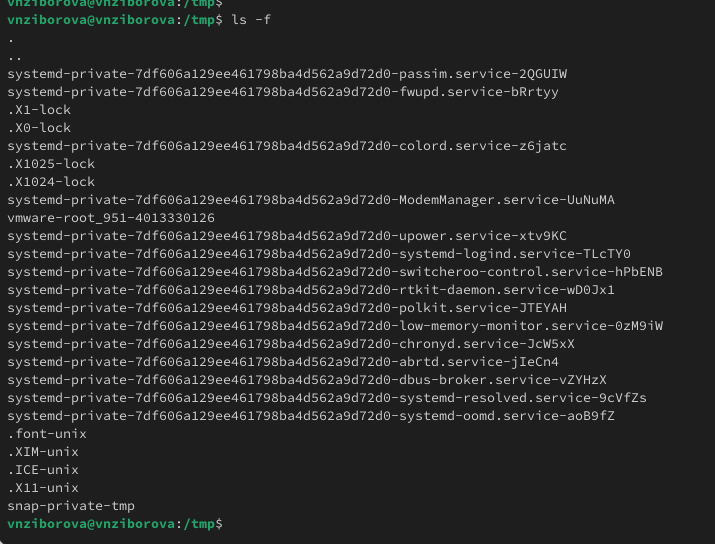 vnziborova@vnziborova:/tmp$
vnziborova@vnziborova:/tmp$ ls -f
.
..
systemd-private-7df606a129ee461798ba4d562a9d72d0-passim.service-2QGUIW
systemd-private-7df606a129ee461798ba4d562a9d72d0-fwupd.service-bRrtyy
.X1-lock
.X0-lock
systemd-private-7df606a129ee461798ba4d562a9d72d0-colord.service-z6jatc
.X1025-lock
.X1024-lock
systemd-private-7df606a129ee461798ba4d562a9d72d0-ModemManager.service-UuNuMA
vmware-root_951-4013330126
systemd-private-7df606a129ee461798ba4d562a9d72d0-upower.service-xtv9KC
systemd-private-7df606a129ee461798ba4d562a9d72d0-systemd-logind.service-TLcTY0
systemd-private-7df606a129ee461798ba4d562a9d72d0-switcheroo-control.service-hPbENB
systemd-private-7df606a129ee461798ba4d562a9d72d0-rtkit-daemon.service-wD0Jx1
systemd-private-7df606a129ee461798ba4d562a9d72d0-polkit.service-JTEYAH
systemd-private-7df606a129ee461798ba4d562a9d72d0-low-memory-monitor.service-0zM9iW
systemd-private-7df606a129ee461798ba4d562a9d72d0-chronyd.service-JcW5xX
systemd-private-7df606a129ee461798ba4d562a9d72d0-abrtd.service-jIeCn4
systemd-private-7df606a129ee461798ba4d562a9d72d0-dbus-broker.service-vZYHzX
systemd-private-7df606a129ee461798ba4d562a9d72d0-systemd-resolved.service-9cVfZs
systemd-private-7df606a129ee461798ba4d562a9d72d0-systemd-oomd.service-aoB9fZ
.font-unix
.XIM-unix
.ICE-unix
.X11-unix
snap-private-tmp
vnziborova@vnziborova:/tmp$